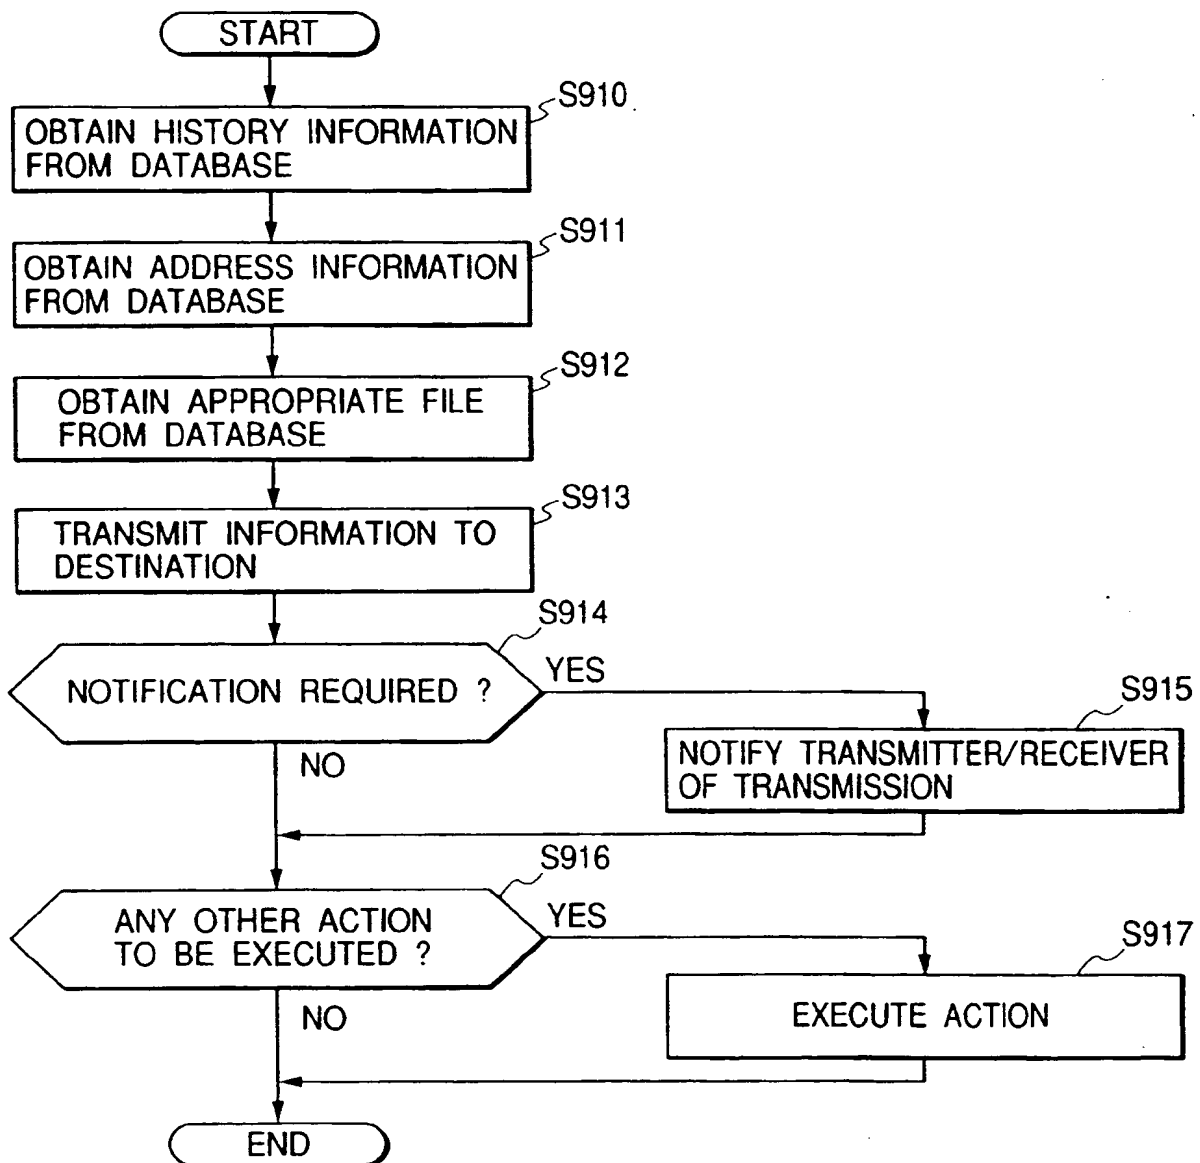 START
S910
OBTAIN HISTORY INFORMATION
FROM DATABASE
S911
OBTAIN ADDRESS INFORMATION
FROM DATABASE
S912
OBTAIN APPROPRIATE FILE
FROM DATABASE
S913
TRANSMIT INFORMATION TO
DESTINATION
S914
NOTIFICATION REQUIRED ?
YES
NO
S915
NOTIFY TRANSMITTER/RECEIVER
OF TRANSMISSION
S916
ANY OTHER ACTION
TO BE EXECUTED ?
YES
NO
S917
EXECUTE ACTION
END